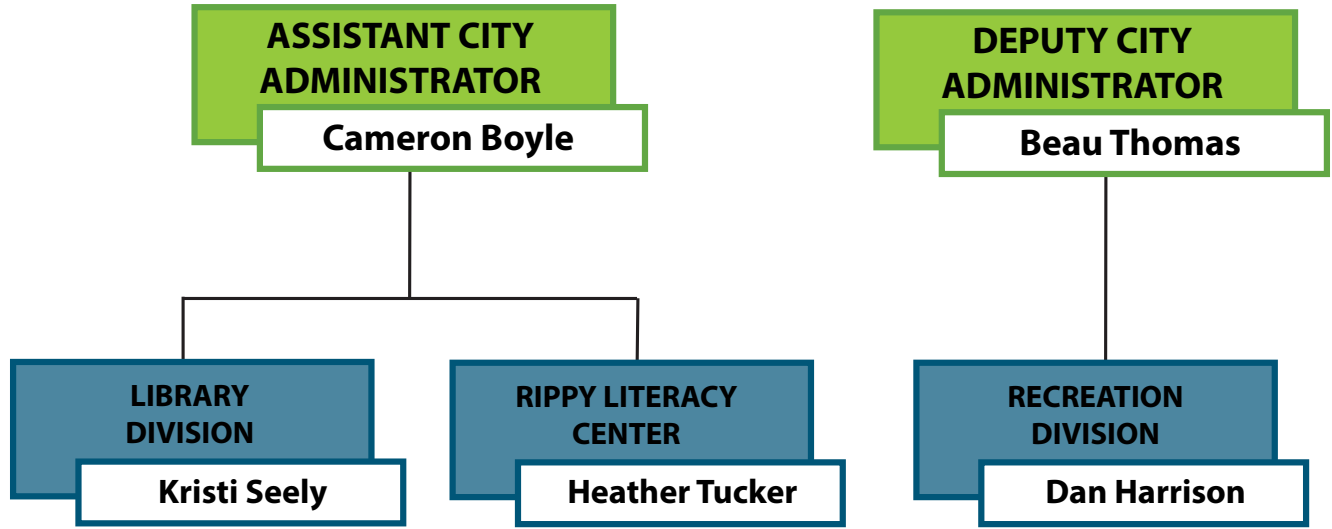 ASSISTANT CITY
ADMINISTRATOR
Cameron Boyle
DEPUTY CITY
ADMINISTRATOR
Beau Thomas
LIBRARY
DIVISION
Kristi Seely
RIPPY LITERACY
CENTER
Heather Tucker
RECREATION
DIVISION
Dan Harrison